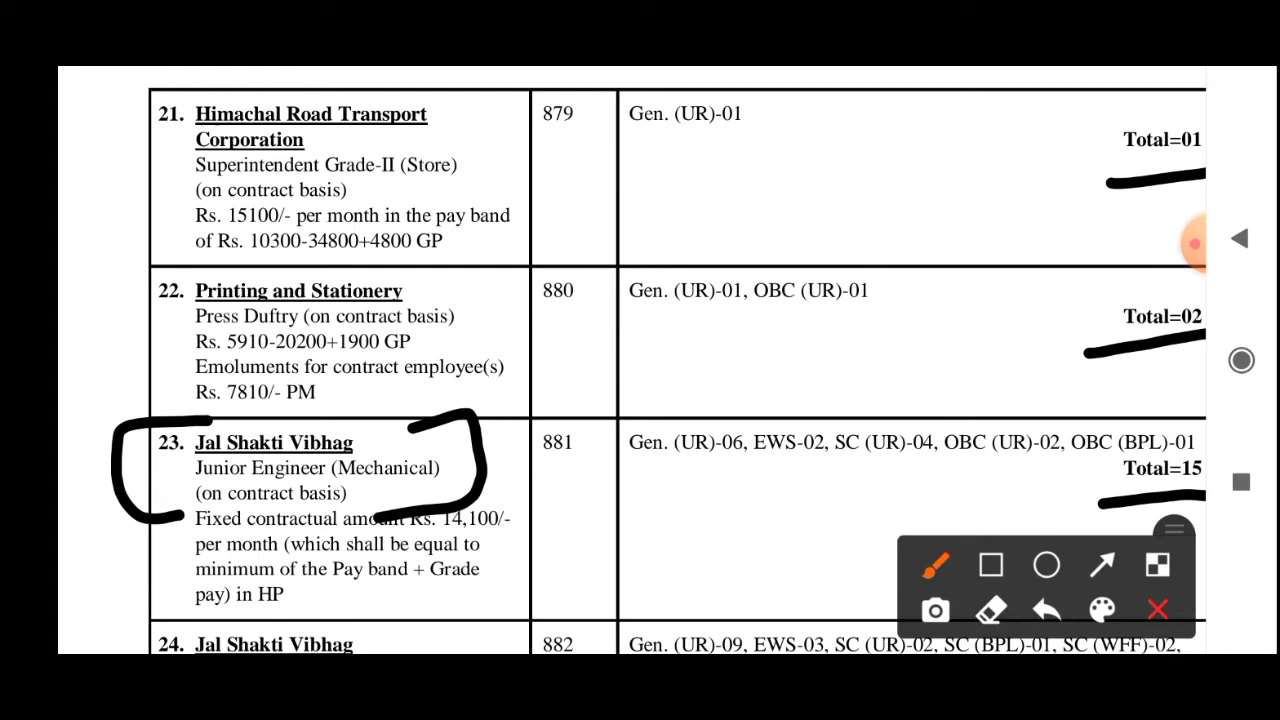 21. Himachal Road Transport
Corporation
Superintendent Grade-II (Store)
(on contract basis)
Rs. 15100/- per month in the pay band
of Rs. 10300-34800+4800 GP
879
Gen. (UR)-01
Total=01
22. Printing and Stationery
Press Duftry (on contract basis)
Rs. 5910-20200+1900 GP
Emoluments for contract employee(s)
Rs. 7810/- PM
880
Gen. (UR)-01, OBC (UR)-01
Total=02
23. Jal Shakti Vibhag
Junior Engineer (Mechanical)
(on contract basis)
Fixed contractual amount Rs. 14,100/-
per month (which shall be equal to
minimum of the Pay band + Grade
pay) in HP
881
Gen. (UR)-06, EWS-02, SC (UR)-04, OBC (UR)-02, OBC (BPL)-01
Total=15
24. Jal Shakti Vibhag
882
Gen. (UR)-09, EWS-03, SC (UR)-02, SC (BPL)-01, SC (WFF)-02,